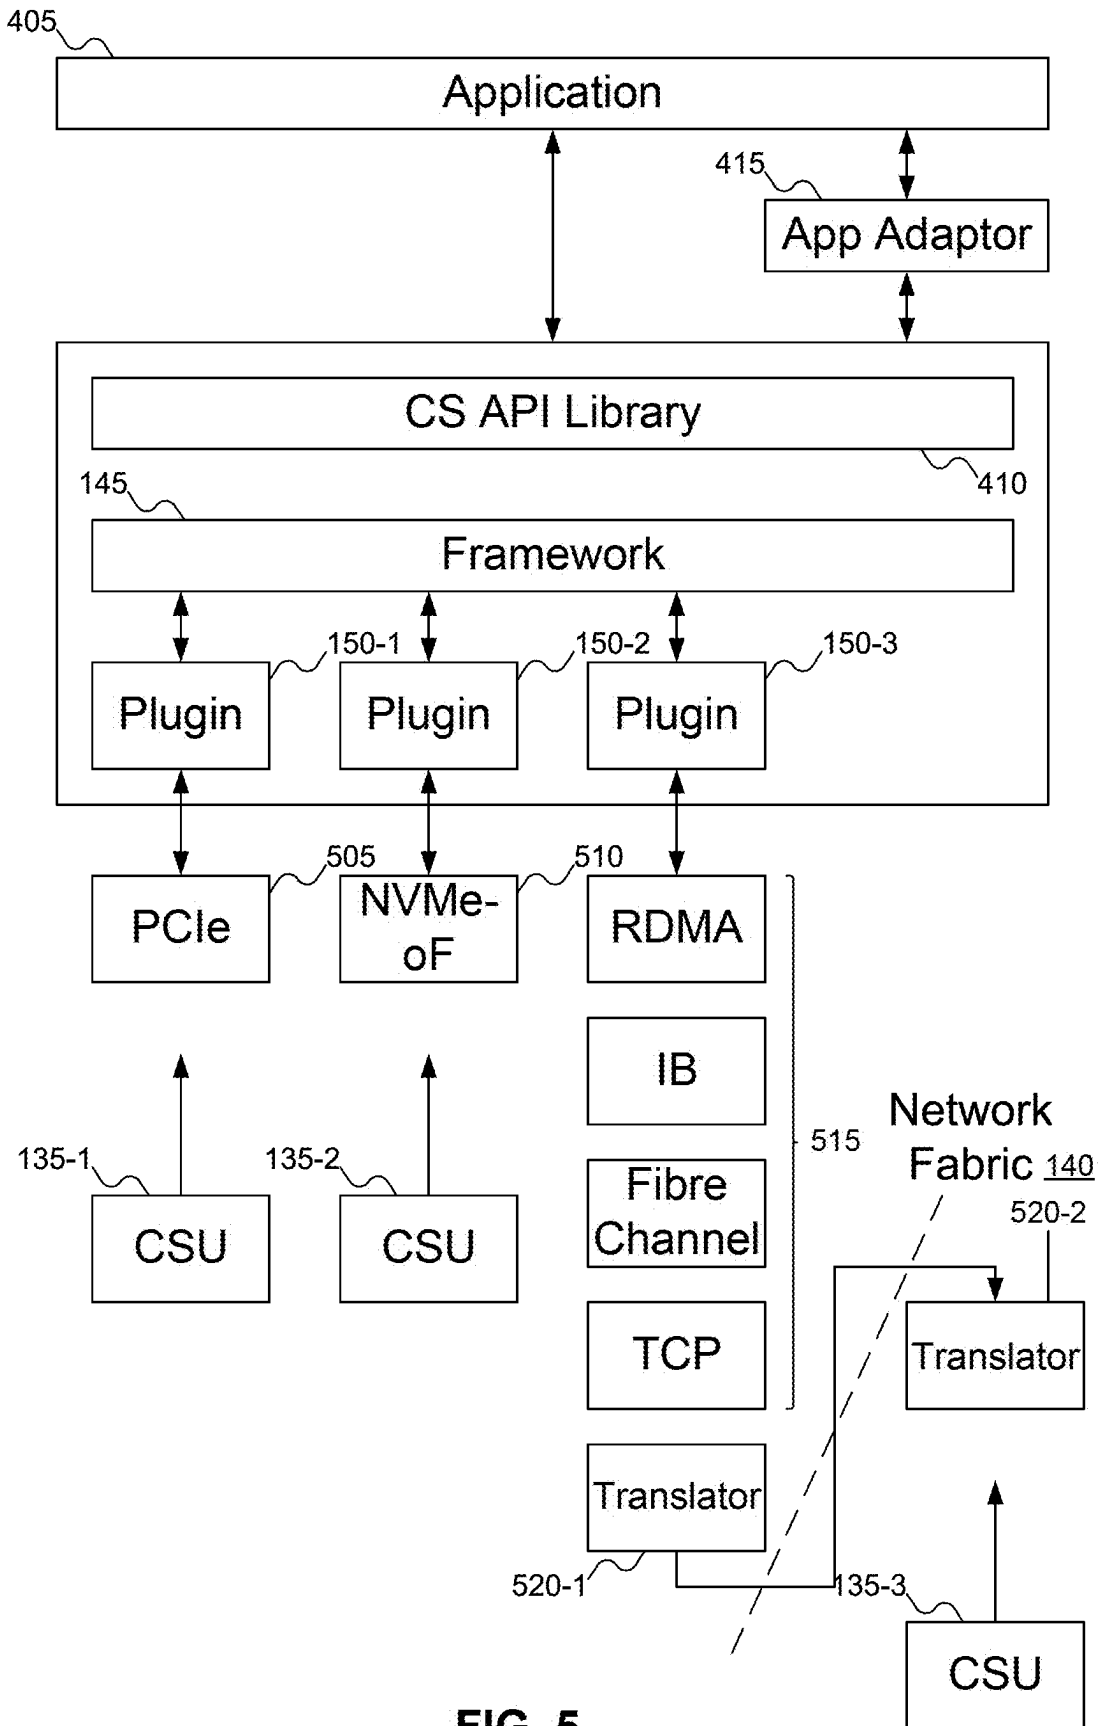 405
Application
415
App Adaptor
CS API Library
410
145
Framework
150-1
150-2
150-3
Plugin
Plugin
Plugin
505
510
PCIe
NVMe-
oF
RDMA
IB
515
Network
Fabric 140
135-1
135-2
Fibre
Channel
520-2
CSU
CSU
TCP
Translator
Translator
520-1
135-3
CSU
FIG. 5